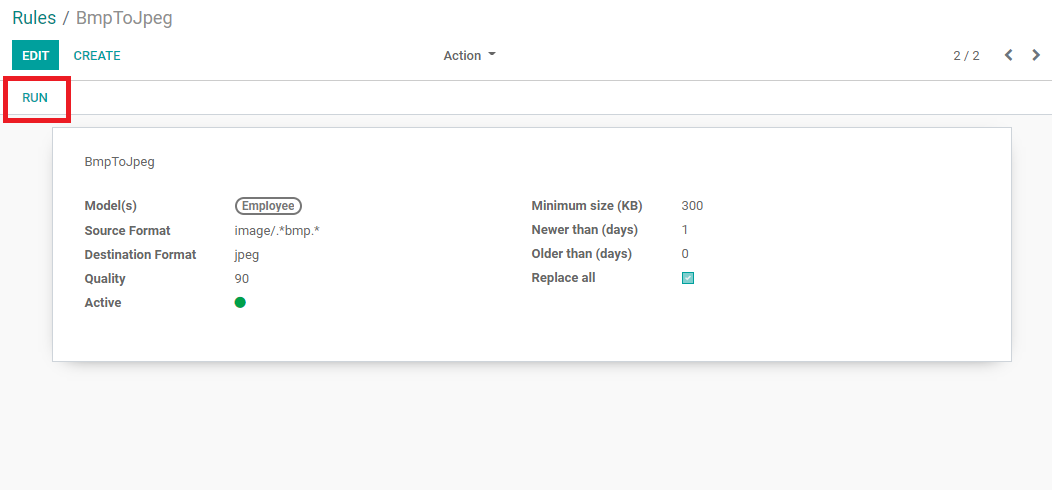 Rules / BmpToJpeg
EDIT CREATE Action 2 / 2
RUN
BmpToJpeg
Model(s) Employee
Source Format image/.*bmp.*
Destination Format jpeg
Quality 90
Active
Minimum size (KB) 300
Newer than (days) 1
Older than (days) 0
Replace all